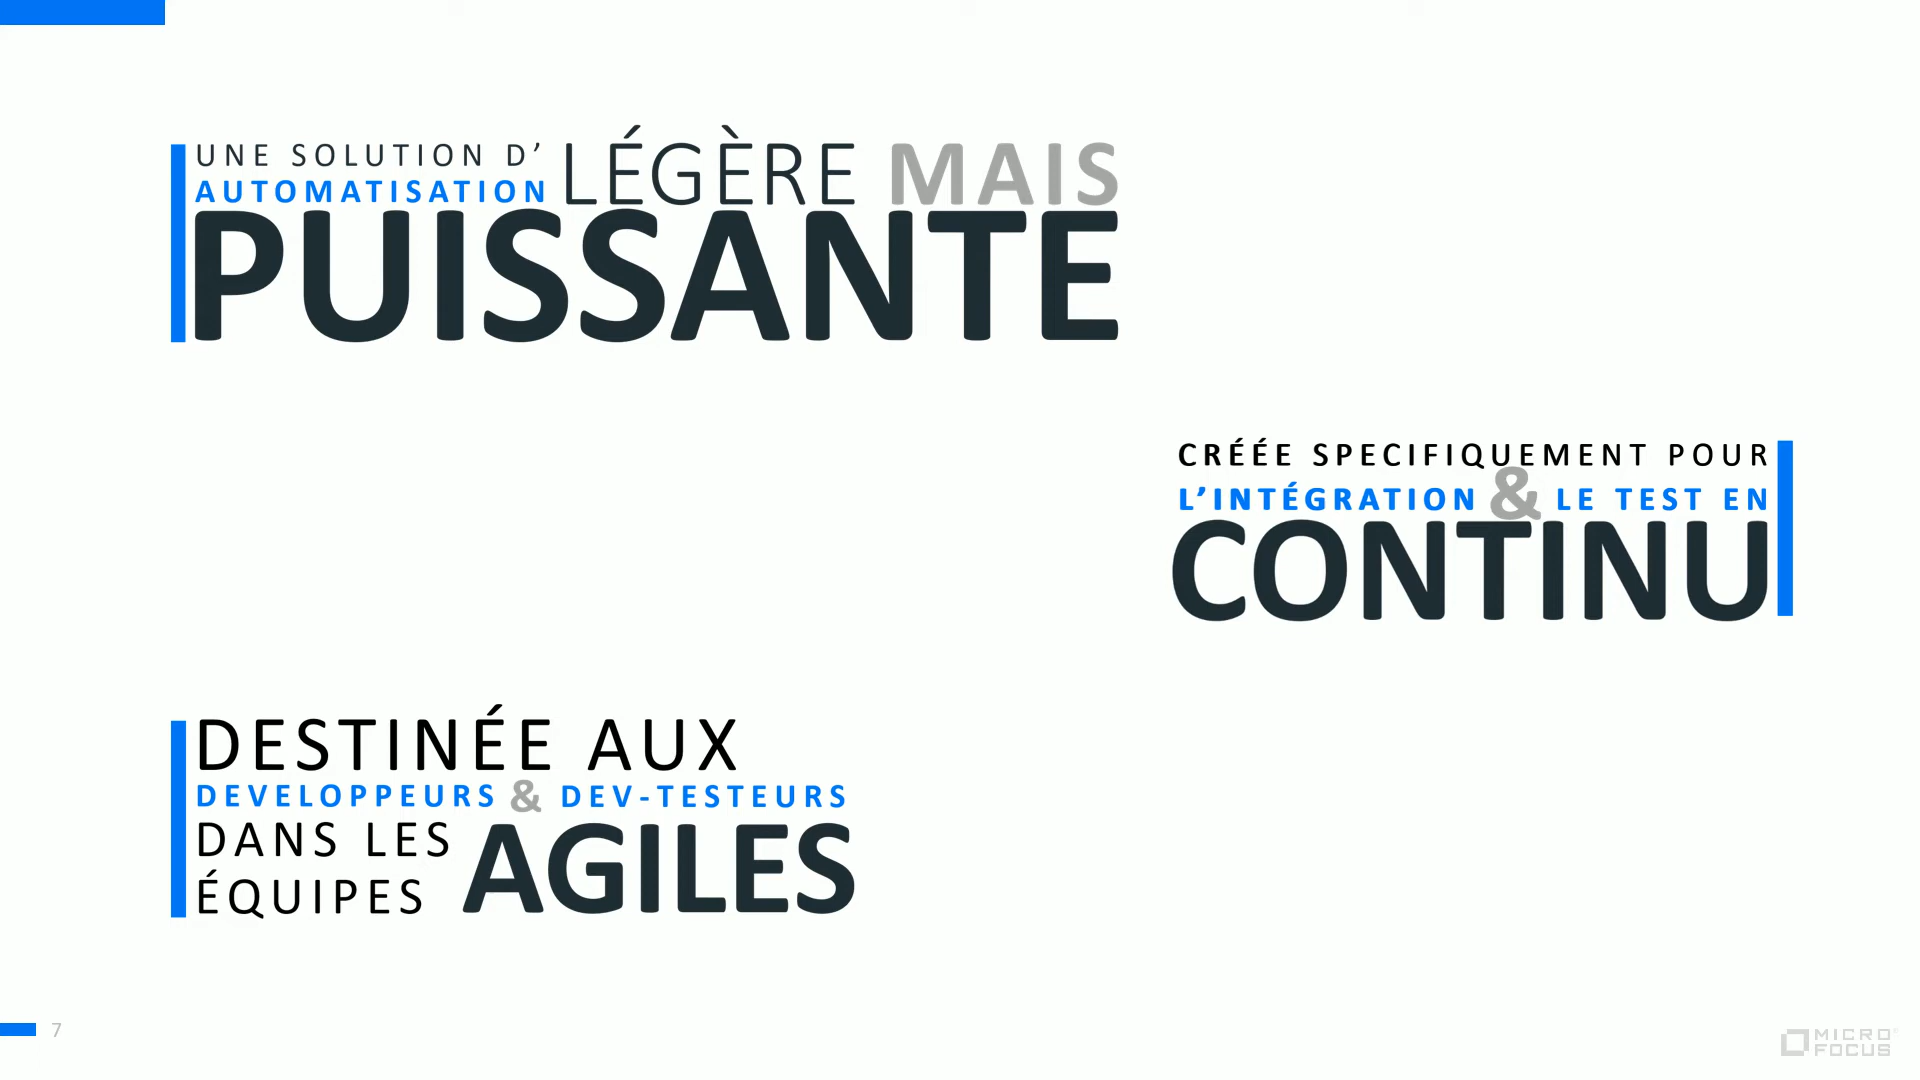 UNE SOLUTION D’
AUTOMATISATION
LÉGÈRE MAIS
PUISSANTE
CRÉÉE SPECIFIQUEMENT POUR
L’INTÉGRATION & LE TEST EN
CONTINU
DESTINÉE AUX
DEVELOPPEURS & DEV-TESTEURS
DANS LES
ÉQUIPES
AGILES
7
MICRO
FOCUS